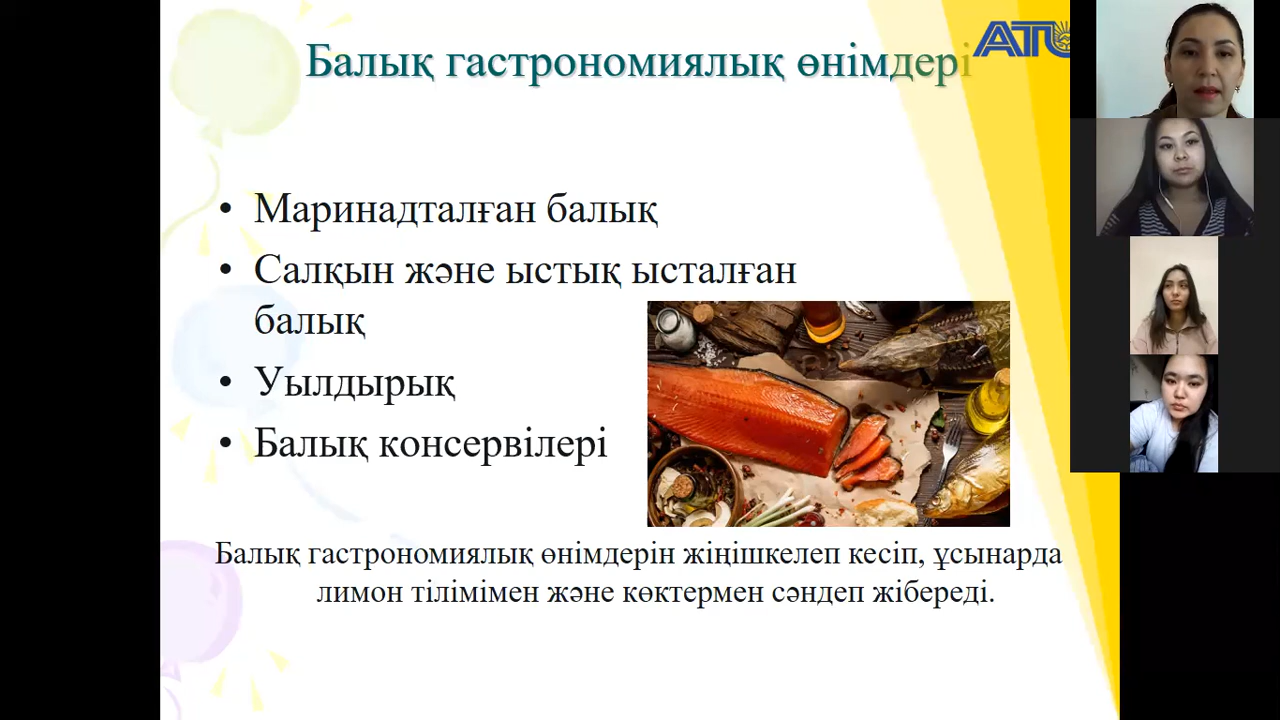 Балық гастрономиялық өнімдері
ATU
• Маринадталған балық
• Салқын және ыстық ысталған
балық
• Уылдырық
• Балық консервілері
Балық гастрономиялық өнімдерін жіңішкелеп кесіп, ұсынарда
лимон тілімімен және көктермен сәндеп жібереді.